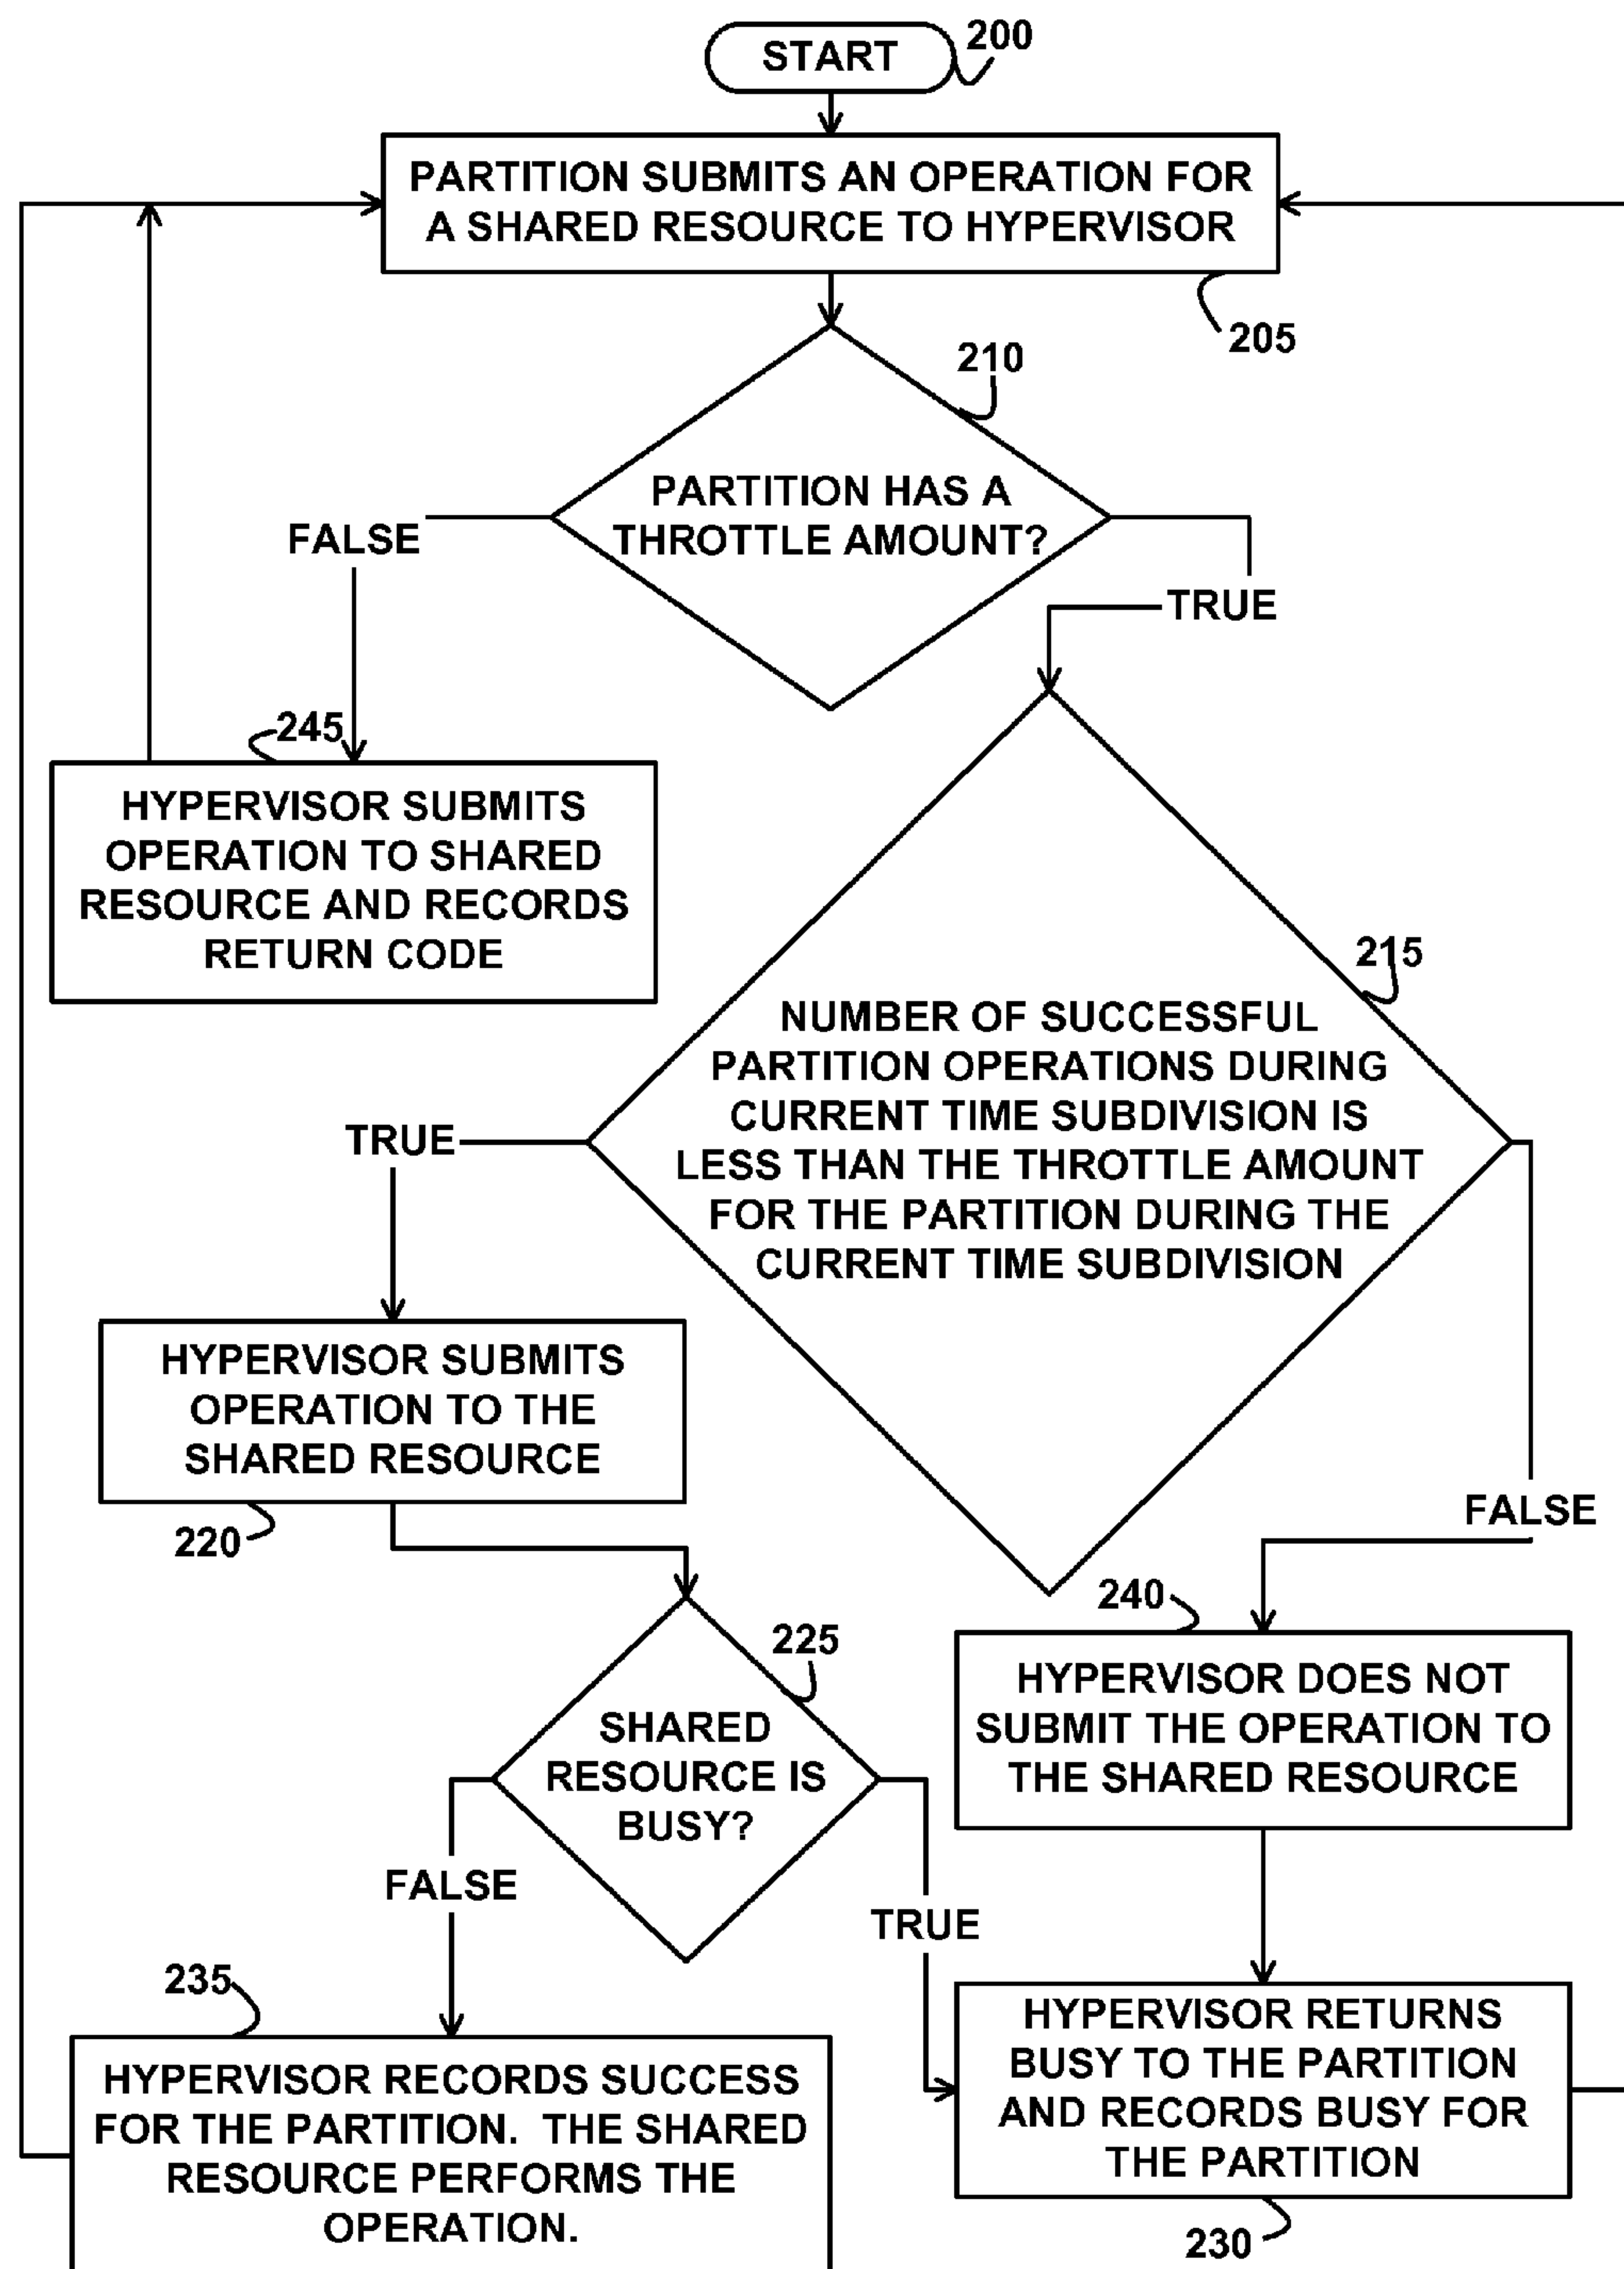 START
200
PARTITION SUBMITS AN OPERATION FOR
A SHARED RESOURCE TO HYPERVISOR
205
210
PARTITION HAS A
THROTTLE AMOUNT?
FALSE
TRUE
245
HYPERVISOR SUBMITS
OPERATION TO SHARED
RESOURCE AND RECORDS
RETURN CODE
215
NUMBER OF SUCCESSFUL
PARTITION OPERATIONS DURING
CURRENT TIME SUBDIVISION IS
LESS THAN THE THROTTLE AMOUNT
FOR THE PARTITION DURING THE
CURRENT TIME SUBDIVISION
TRUE
HYPERVISOR SUBMITS
OPERATION TO THE
SHARED RESOURCE
220
FALSE
240
HYPERVISOR DOES NOT
SUBMIT THE OPERATION TO
THE SHARED RESOURCE
225
SHARED
RESOURCE IS
BUSY?
FALSE
TRUE
235
HYPERVISOR RECORDS SUCCESS
FOR THE PARTITION.  THE SHARED
RESOURCE PERFORMS THE
OPERATION.
HYPERVISOR RETURNS
BUSY TO THE PARTITION
AND RECORDS BUSY FOR
THE PARTITION
230